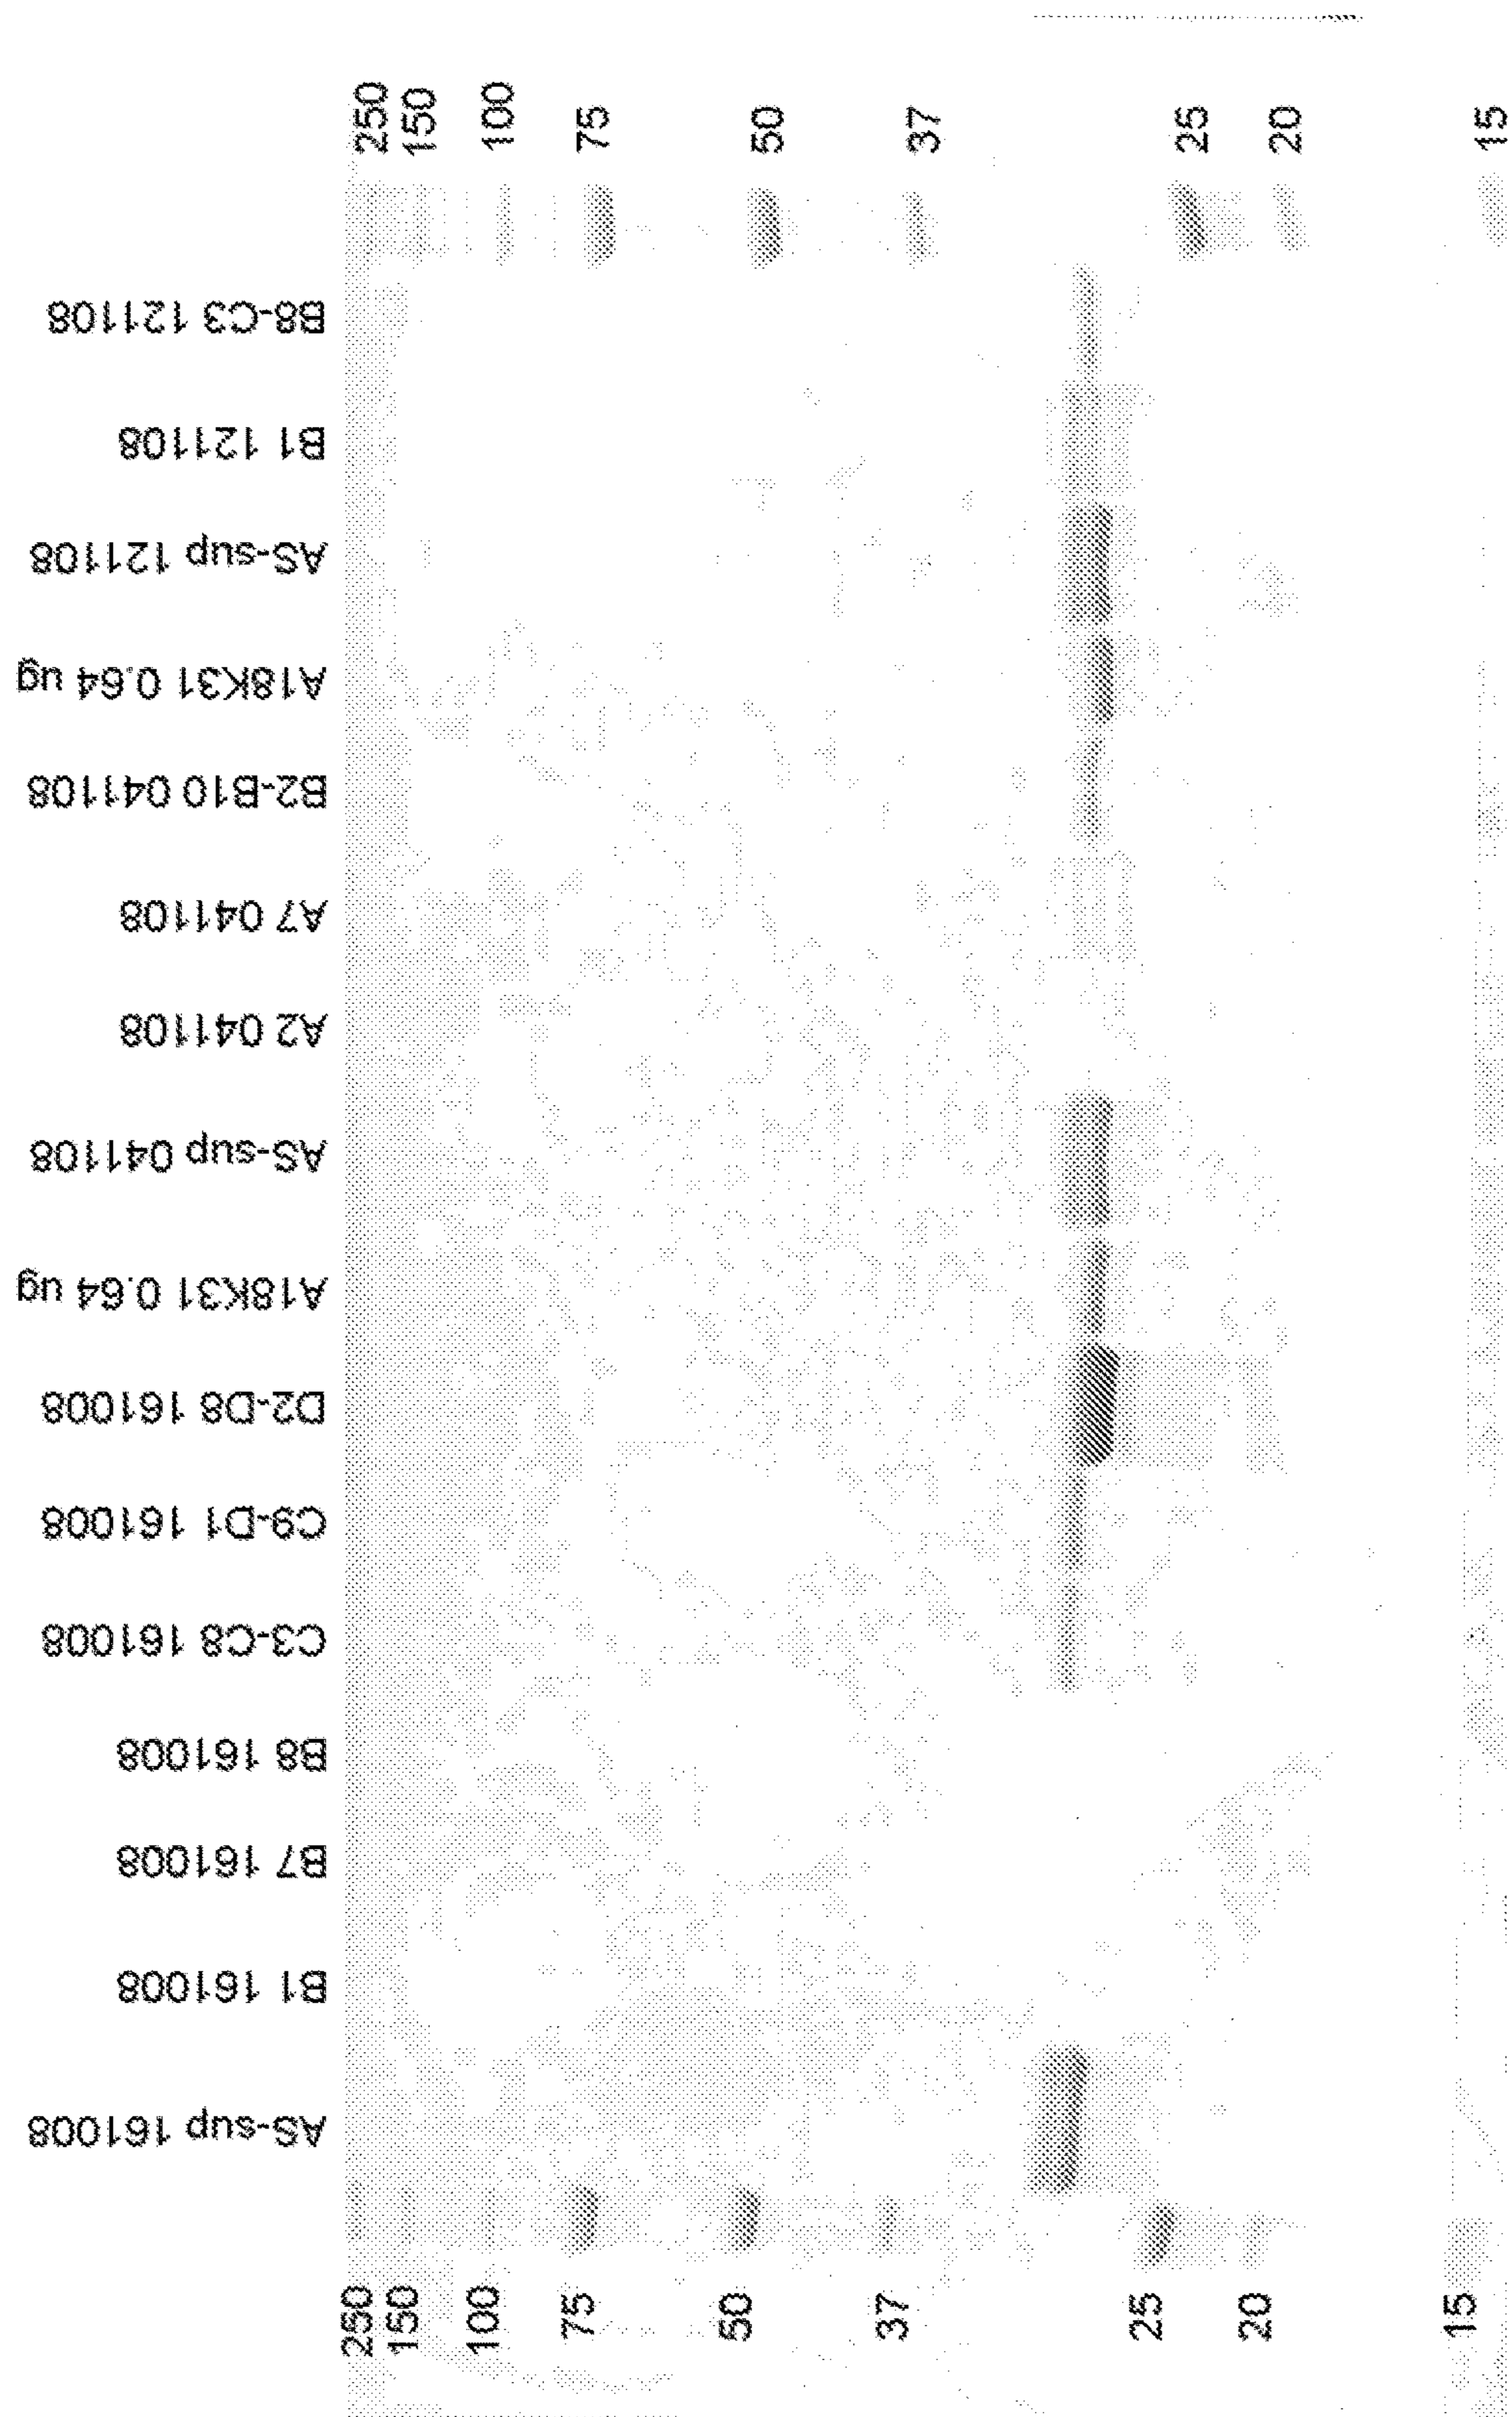 250
150
100
75
50
37
25
20
15
B8-C3 121108
B1 121108
AS-sup 121108
A18K31 0.64 ug
B2-B10 041108
A7 041108
A2 041108
AS-sup 041108
A18K31 0.64 ug
D2-D8 161008
C9-D1 161008
C3-C8 161008
B8 161008
B7 161008
B1 161008
AS-sup 161008
250
150
100
75
50
37
25
20
15